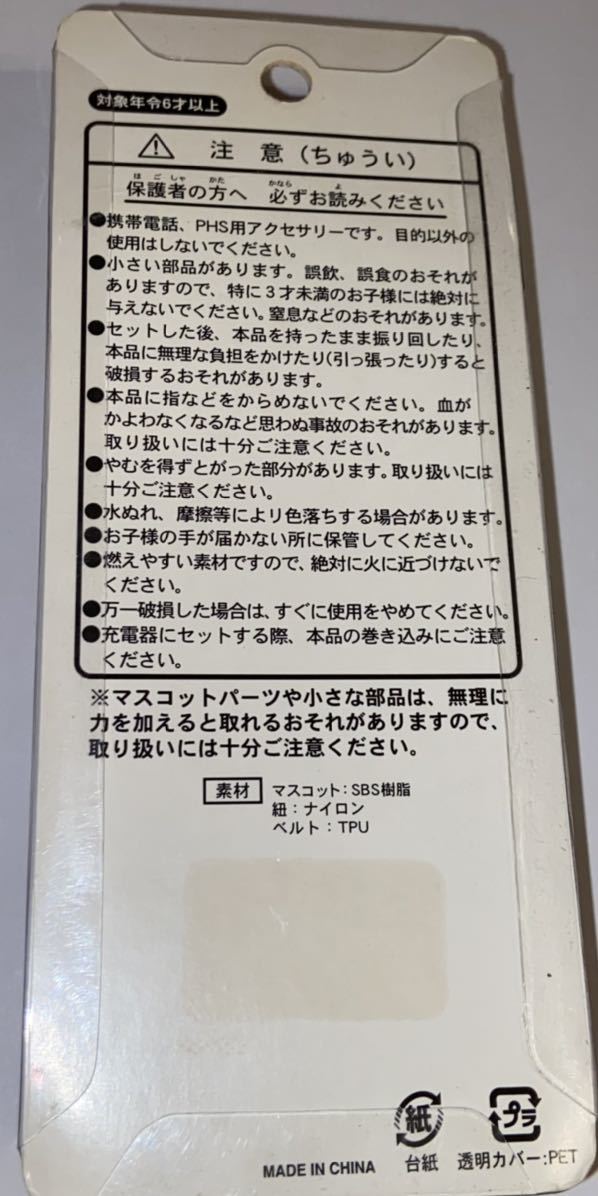 対象年令6才以上
⚠ 注 意 (ちゅうい)
保護者の方へ 必ずお読みください
ほごしゃ かた かなら よ
●携帯電話、PHS用アクセサリーです。目的以外の
使用はしないでください。
●小さい部品があります。誤飲、誤食のおそれが
ありますので、特に3才未満のお子様には絶対に
与えないでください。窒息などのおそれがあります。
●セットした後、本品を持ったまま振り回したり、
本品に無理な負担をかけたり(引っ張ったり)すると
破損するおそれがあります。
●本品に指などをからめないでください。血が
かよわなくなるなど思わぬ事故のおそれがあります。
取り扱いには十分ご注意ください。
●やむを得ずとがった部分があります。取り扱いには
十分ご注意ください。
●水ぬれ、摩擦等により色落ちする場合があります。
●お子様の手が届かない所に保管してください。
●燃えやすい素材ですので、絶対に火に近づけないで
ください。
●万一破損した場合は、すぐに使用をやめてください。
●充電器にセットする際、本品の巻き込みにご注意
ください。
※マスコットパーツや小さな部品は、無理に
力を加えると取れるおそれがありますので、
取り扱いには十分ご注意ください。
素材 マスコット:SBS樹脂
紐:ナイロン
ベルト:TPU
紙 プラ
MADE IN CHINA 台紙 透明カバー:PET